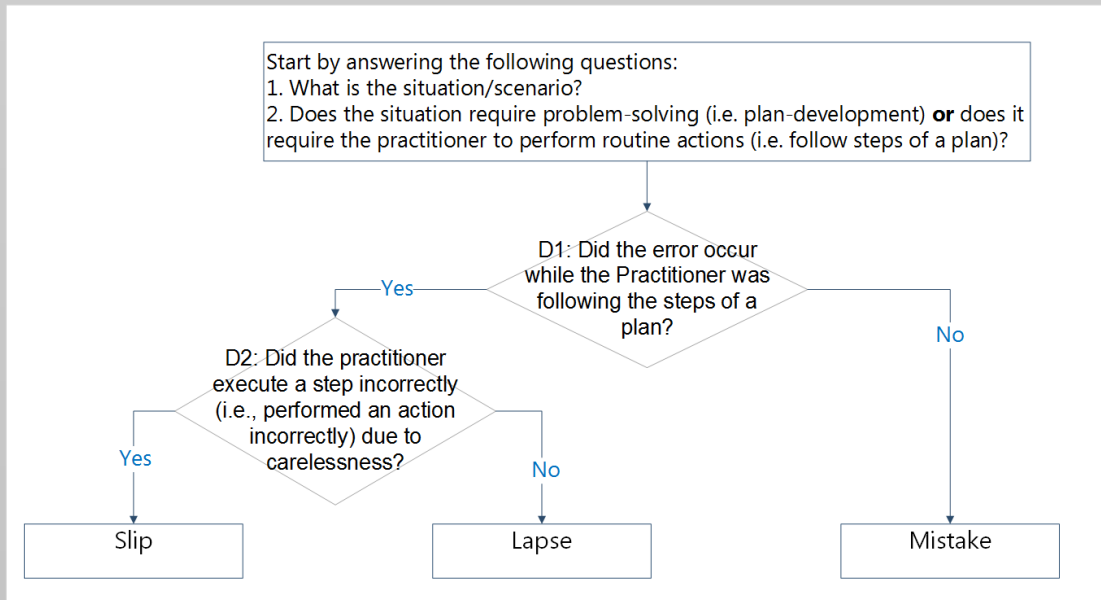 Start by answering the following questions:
1. What is the situation/scenario?
2. Does the situation require problem-solving (i.e. plan-development) or does it
require the practitioner to perform routine actions (i.e. follow steps of a plan)?
D1: Did the error occur
while the Practitioner was
following the steps of a
plan?
Yes
No
D2: Did the practitioner
execute a step incorrectly
(i.e., performed an action
incorrectly) due to
carelessness?
Yes
No
Slip
Lapse
Mistake